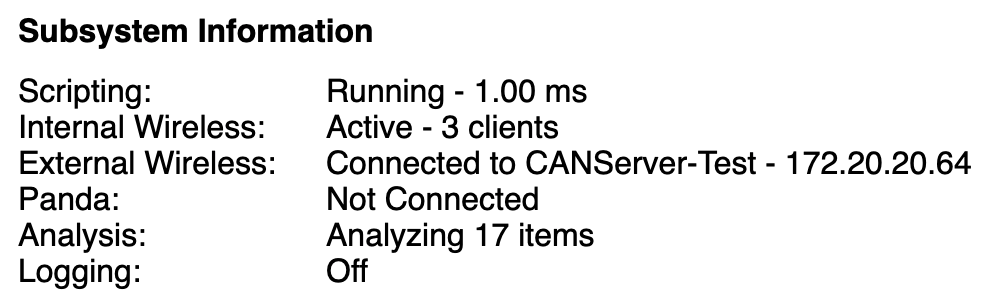 Subsystem Information
Scripting: Running - 1.00 ms
Internal Wireless: Active - 3 clients
External Wireless: Connected to CANServer-Test - 172.20.20.64
Panda: Not Connected
Analysis: Analyzing 17 items
Logging: Off